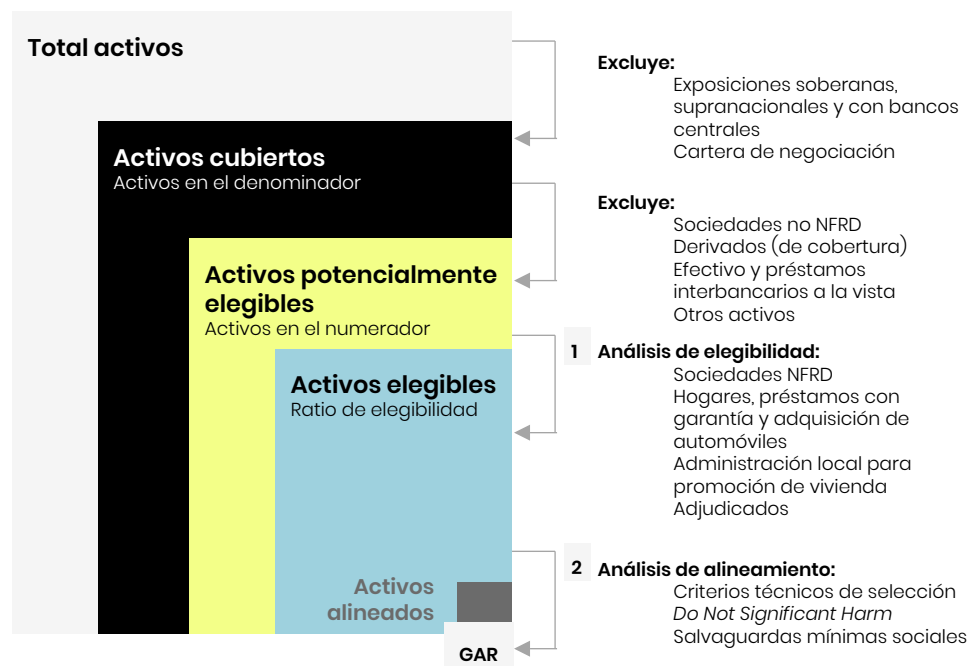 Total activos
Excluye:
Exposiciones soberanas,
supranacionales y con bancos
centrales
Cartera de negociación
Activos cubiertos
Activos en el denominador
Excluye:
Sociedades no NFRD
Derivados (de cobertura)
Efectivo y préstamos
interbancarios a la vista
Otros activos
Activos potencialmente
elegibles
Activos en el numerador
1 Análisis de elegibilidad:
Sociedades NFRD
Hogares, préstamos con
garantía y adquisición de
automóviles
Administración local para
promoción de vivienda
Adjudicados
Activos elegibles
Ratio de elegibilidad
2 Análisis de alineamiento:
Criterios técnicos de selección
Do Not Significant Harm
Salvaguardas mínimas sociales
Activos
alineados
GAR